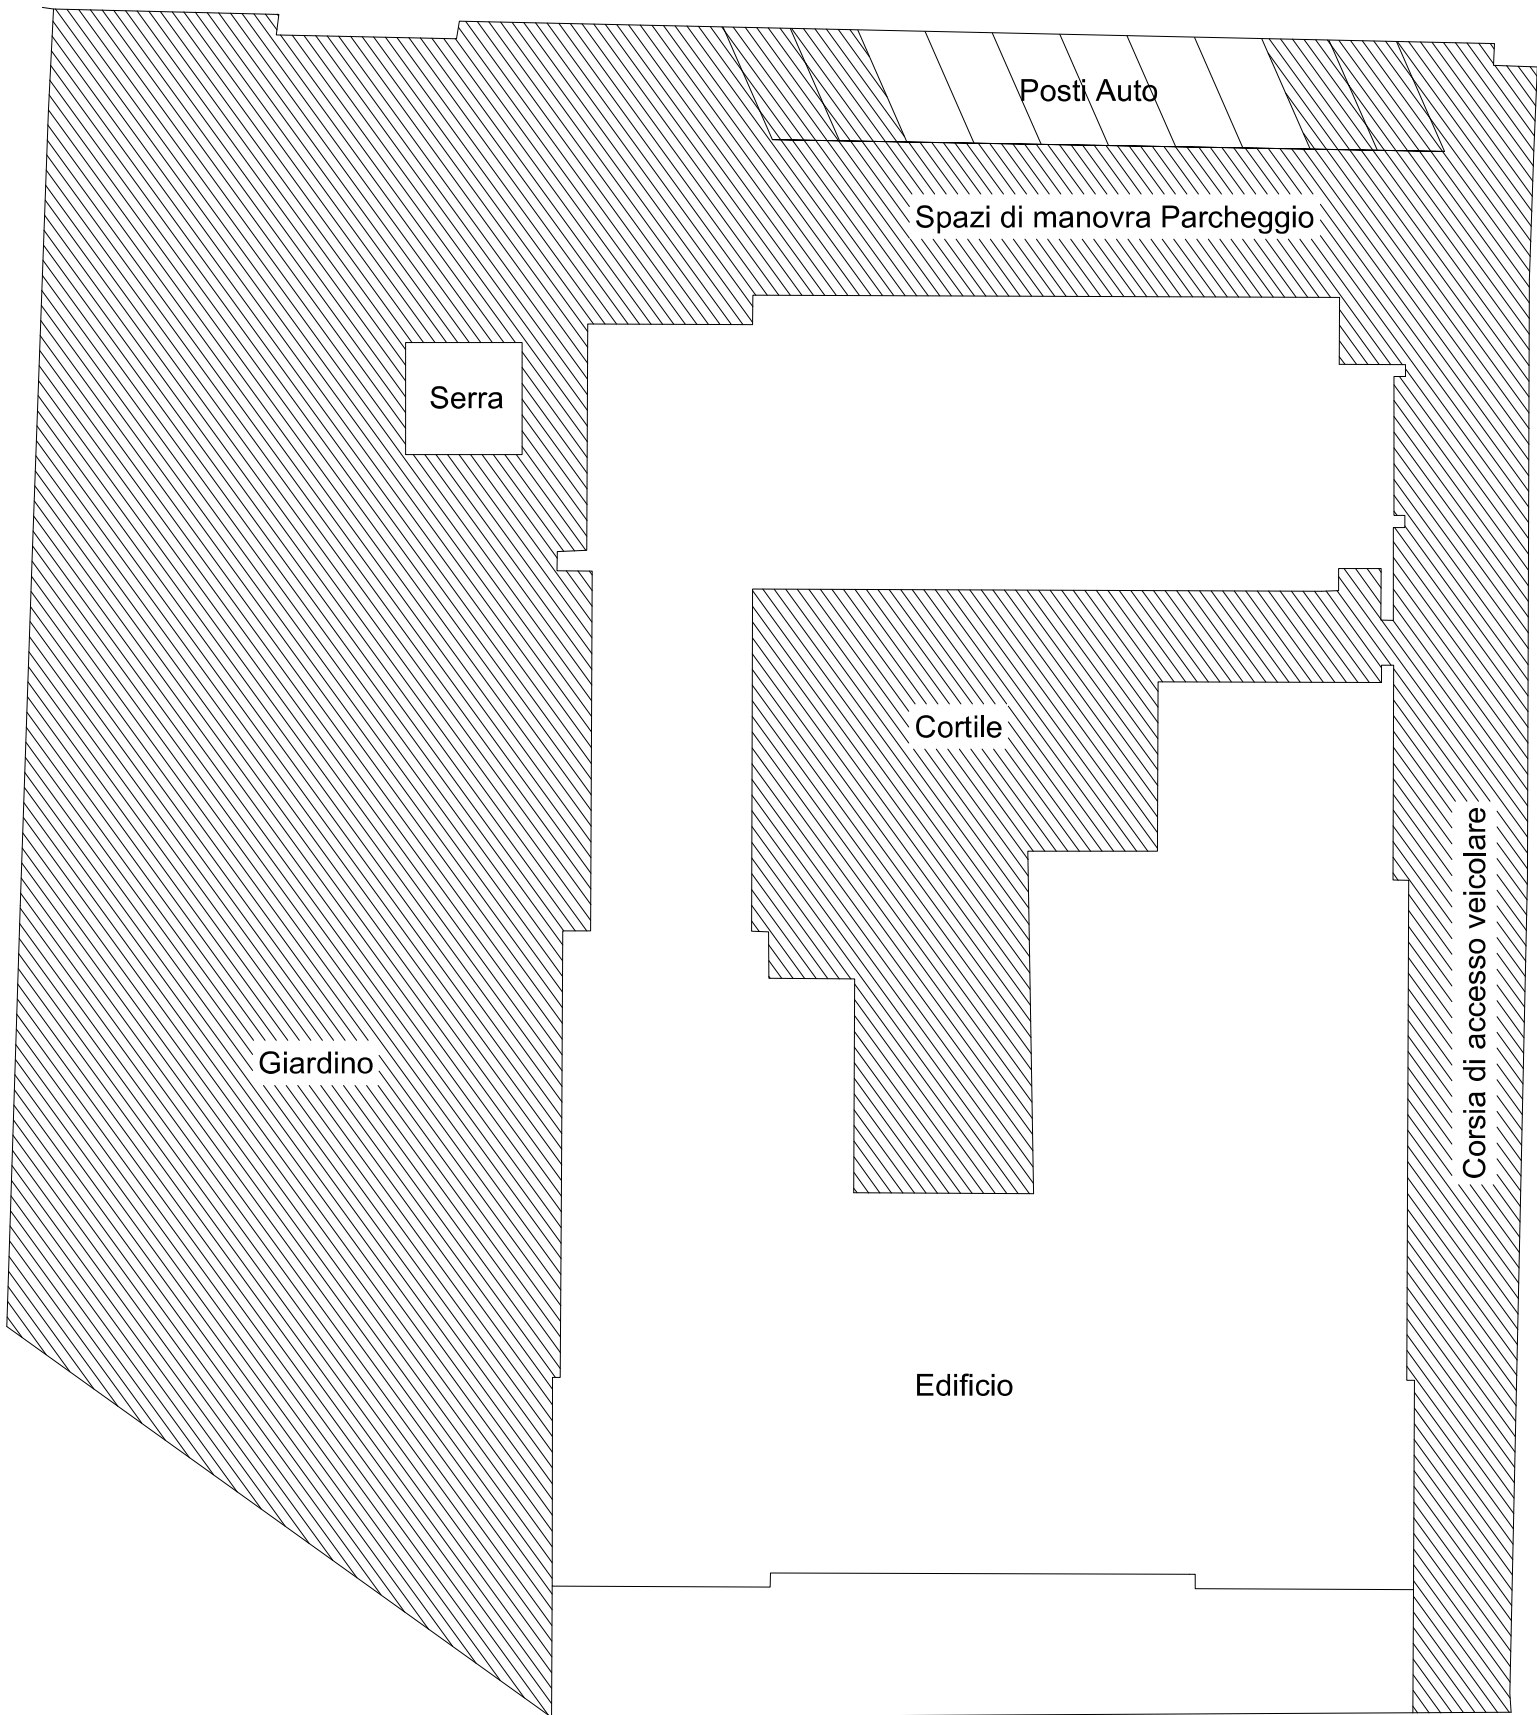 Posti Auto
Spazi di manovra Parcheggio
Serra
Cortile
Corsia di accesso veicolare
Giardino
Edificio